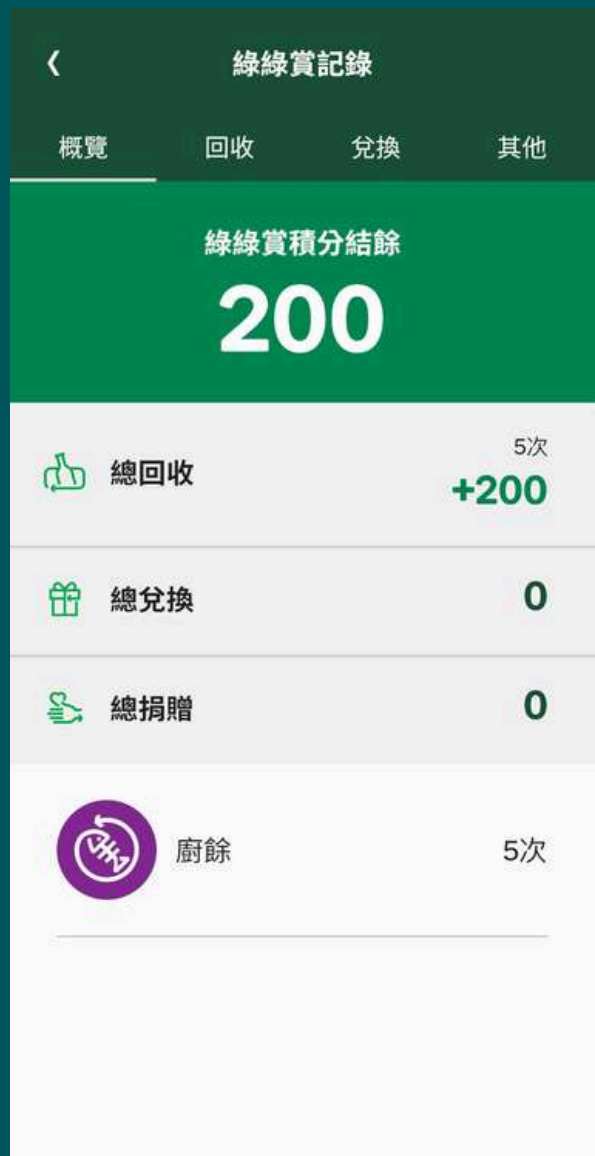 綠綠賞記錄
概覽 回收 兌換 其他
綠綠賞積分結餘
200
5次
總回收
+200
總兌換 0
總捐贈 0
廚餘 5次